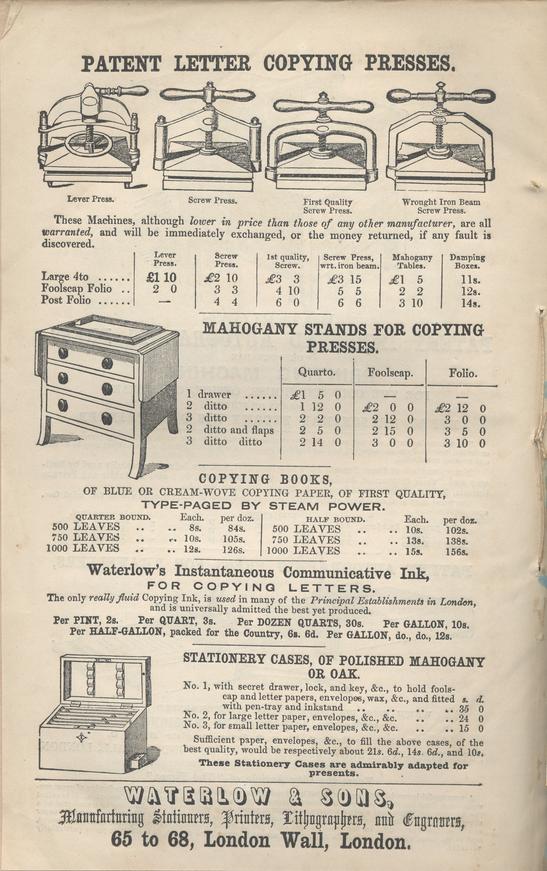 PATENT LETTER COPYING PRESSES.
Lever Press.
Screw Press.
First Quality Screw Press.
Wrought Iron Beam Screw Press.
These Machines, although lower in price than those of any other manufacturer, are all
warranted, and will be immediately exchanged, or the money returned, if any fault is
discovered.
Lever Press. Screw Press. 1st quality, Screw. Screw Press, wrt. iron beam. Mahogany Tables. Damping Boxes.
Large 4to ...... £1 10 £2 10 £3 3 £3 15 £1 5 11s.
Foolscap Folio .. 2 0 3 3 4 10 5 5 2 2 12s.
Post Folio ...... — 4 4 6 0 6 6 3 10 14s.
MAHOGANY STANDS FOR COPYING
PRESSES.
Quarto. Foolscap. Folio.
1 drawer ...... £1 5 0 — —
2 ditto ...... 1 12 0 £2 0 0 £2 12 0
3 ditto ...... 2 2 0 2 12 0 3 0 0
2 ditto and flaps 2 5 0 2 15 0 3 5 0
3 ditto ditto 2 14 0 3 0 0 3 10 0
COPYING BOOKS,
OF BLUE OR CREAM-WOVE COPYING PAPER, OF FIRST QUALITY,
TYPE-PAGED BY STEAM POWER.
QUARTER BOUND. Each. per doz. HALF BOUND. Each. per doz.
500 LEAVES .. .. 8s. 84s. 500 LEAVES .. .. 10s. 102s.
750 LEAVES .. .. 10s. 105s. 750 LEAVES .. .. 13s. 138s.
1000 LEAVES .. .. 12s. 126s. 1000 LEAVES .. .. 15s. 156s.
Waterlow's Instantaneous Communicative Ink,
FOR COPYING LETTERS.
The only really fluid Copying Ink, is used in many of the Principal Establishments in London,
and is universally admitted the best yet produced.
Per PINT, 2s. Per QUART, 3s. Per DOZEN QUARTS, 30s. Per GALLON, 10s.
Per HALF-GALLON, packed for the Country, 6s. 6d. Per GALLON, do., do., 12s.
STATIONERY CASES, OF POLISHED MAHOGANY
OR OAK.
No. 1, with secret drawer, lock, and key, &c., to hold fools-
cap and letter papers, envelopes, wax, &c., and fitted s. d.
with pen-tray and inkstand .. .. .. .. 35 0
No. 2, for large letter paper, envelopes, &c., &c. .. .. 24 0
No. 3, for small letter paper, envelopes, &c., &c. .. .. 15 0
Sufficient paper, envelopes, &c., to fill the above cases, of the
best quality, would be respectively about 21s. 6d., 14s. 6d., and 10s.
These Stationery Cases are admirably adapted for
presents.
WATERLOW & SONS,
Manufacturing Stationers, Printers, Lithographers, and Engravers,
65 to 68, London Wall, London.